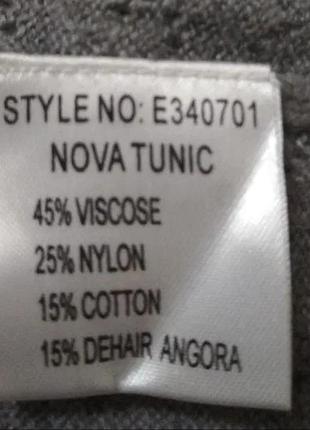 STYLE NO: E340701
NOVA TUNIC
45% VISCOSE
25% NYLON
15% COTTON
15% DEHAIR ANGORA